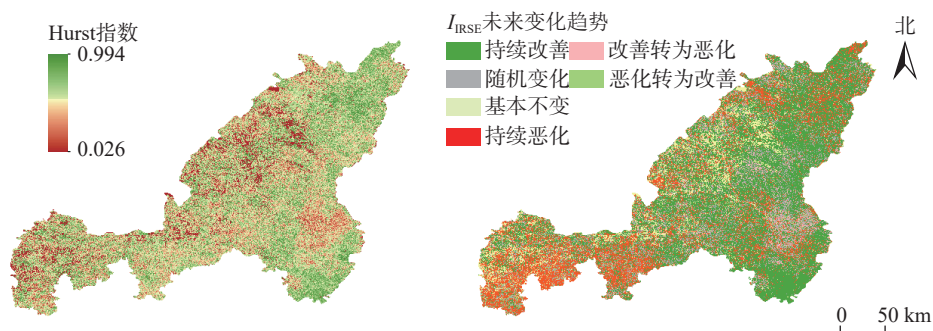 Hurst指数
0.994
0.026
I_IRSE未来变化趋势
持续改善 改善转为恶化
随机变化 恶化转为改善
基本不变
持续恶化
北
0 50 km